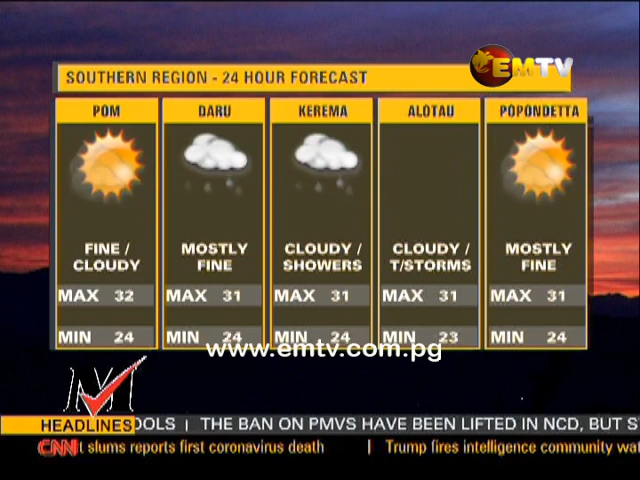 EMTV
SOUTHERN REGION - 24 HOUR FORECAST
POM DARU KEREMA ALOTAU POPONDETTA
FINE / CLOUDY
MOSTLY FINE
CLOUDY / SHOWERS
CLOUDY / T/STORMS
MOSTLY FINE
MAX 32 MAX 31 MAX 31 MAX 31 MAX 31
MIN 24 MIN 24 MIN 24 MIN 23 MIN 24
www.emtv.com.pg
HEADLINES OOLS | THE BAN ON PMVS HAVE BEEN LIFTED IN NCD, BUT
CNN t slums reports first coronavirus death | Trump fires intelligence community